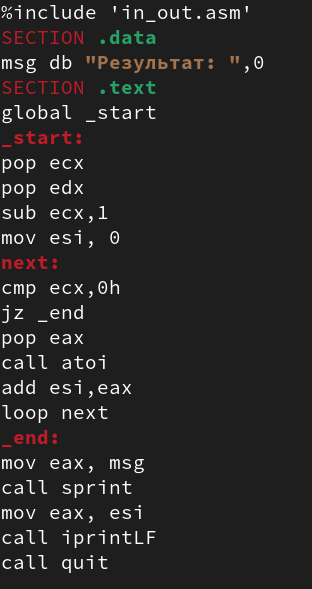 %include 'in_out.asm'
SECTION .data
msg db "Результат: ",0
SECTION .text
global _start
_start:
pop ecx
pop edx
sub ecx,1
mov esi, 0
next:
cmp ecx,0h
jz _end
pop eax
call atoi
add esi,eax
loop next
_end:
mov eax, msg
call sprint
mov eax, esi
call iprintLF
call quit